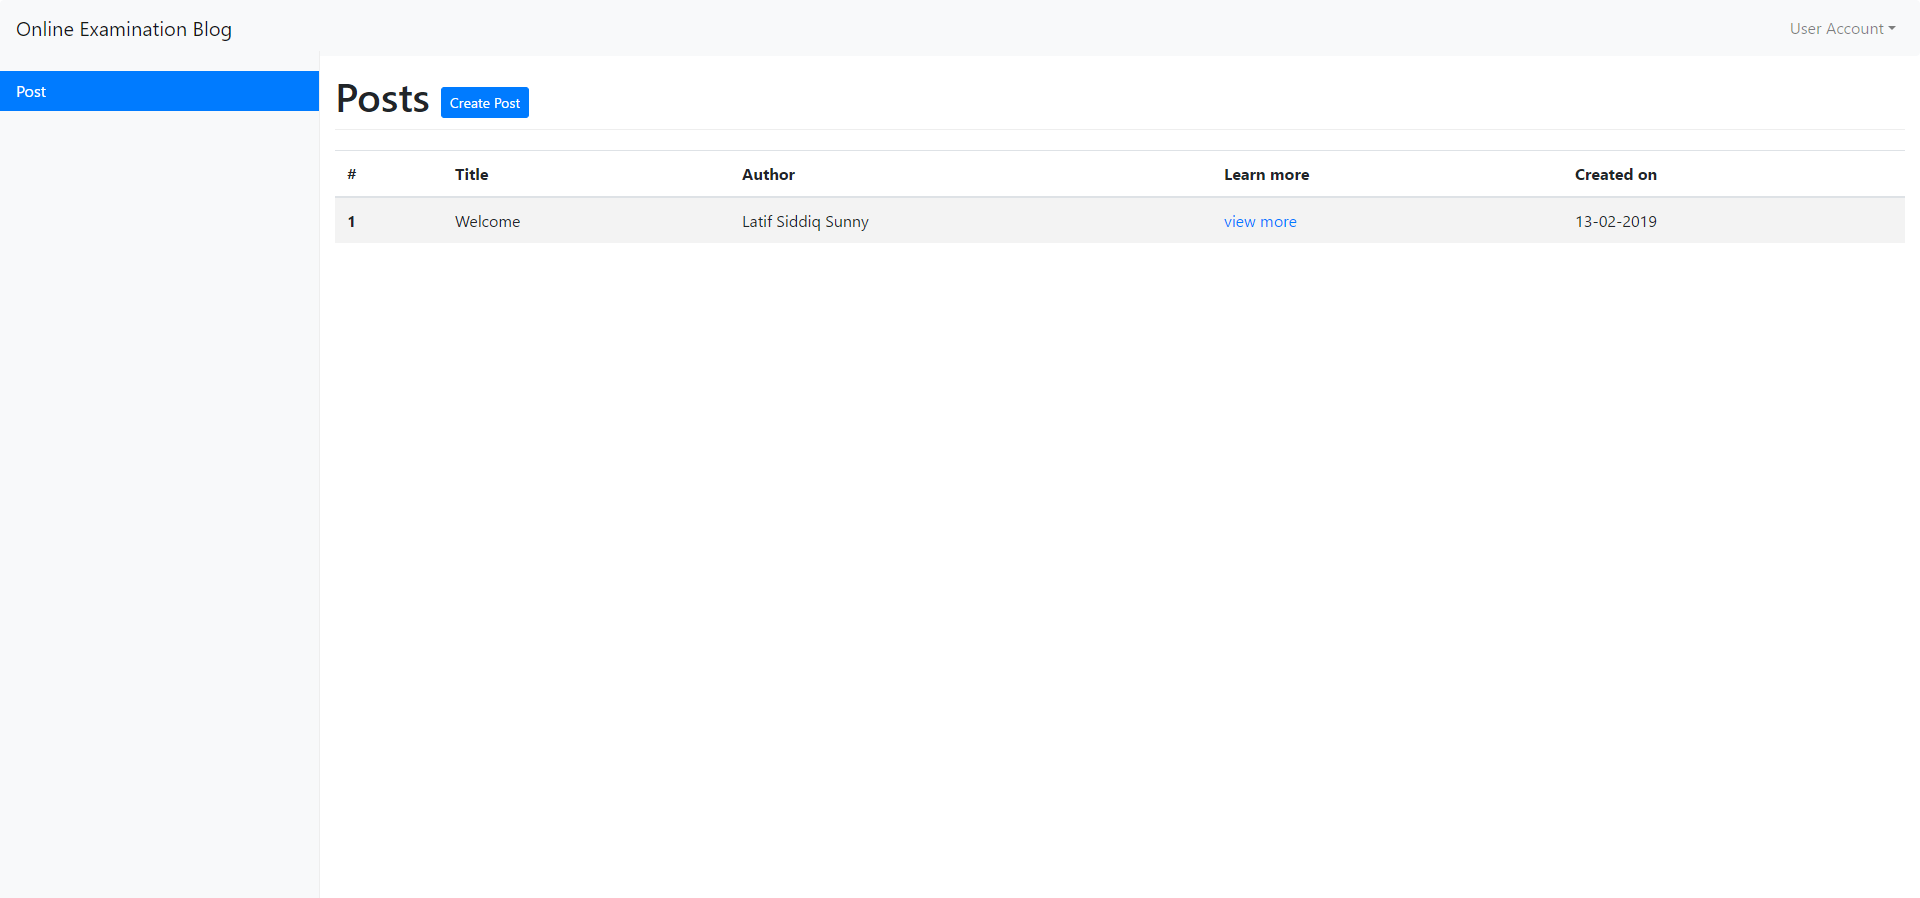 Online Examination Blog User Account
Post
Posts Create Post
# Title Author Learn more Created on
1 Welcome Latif Siddiq Sunny view more 13-02-2019